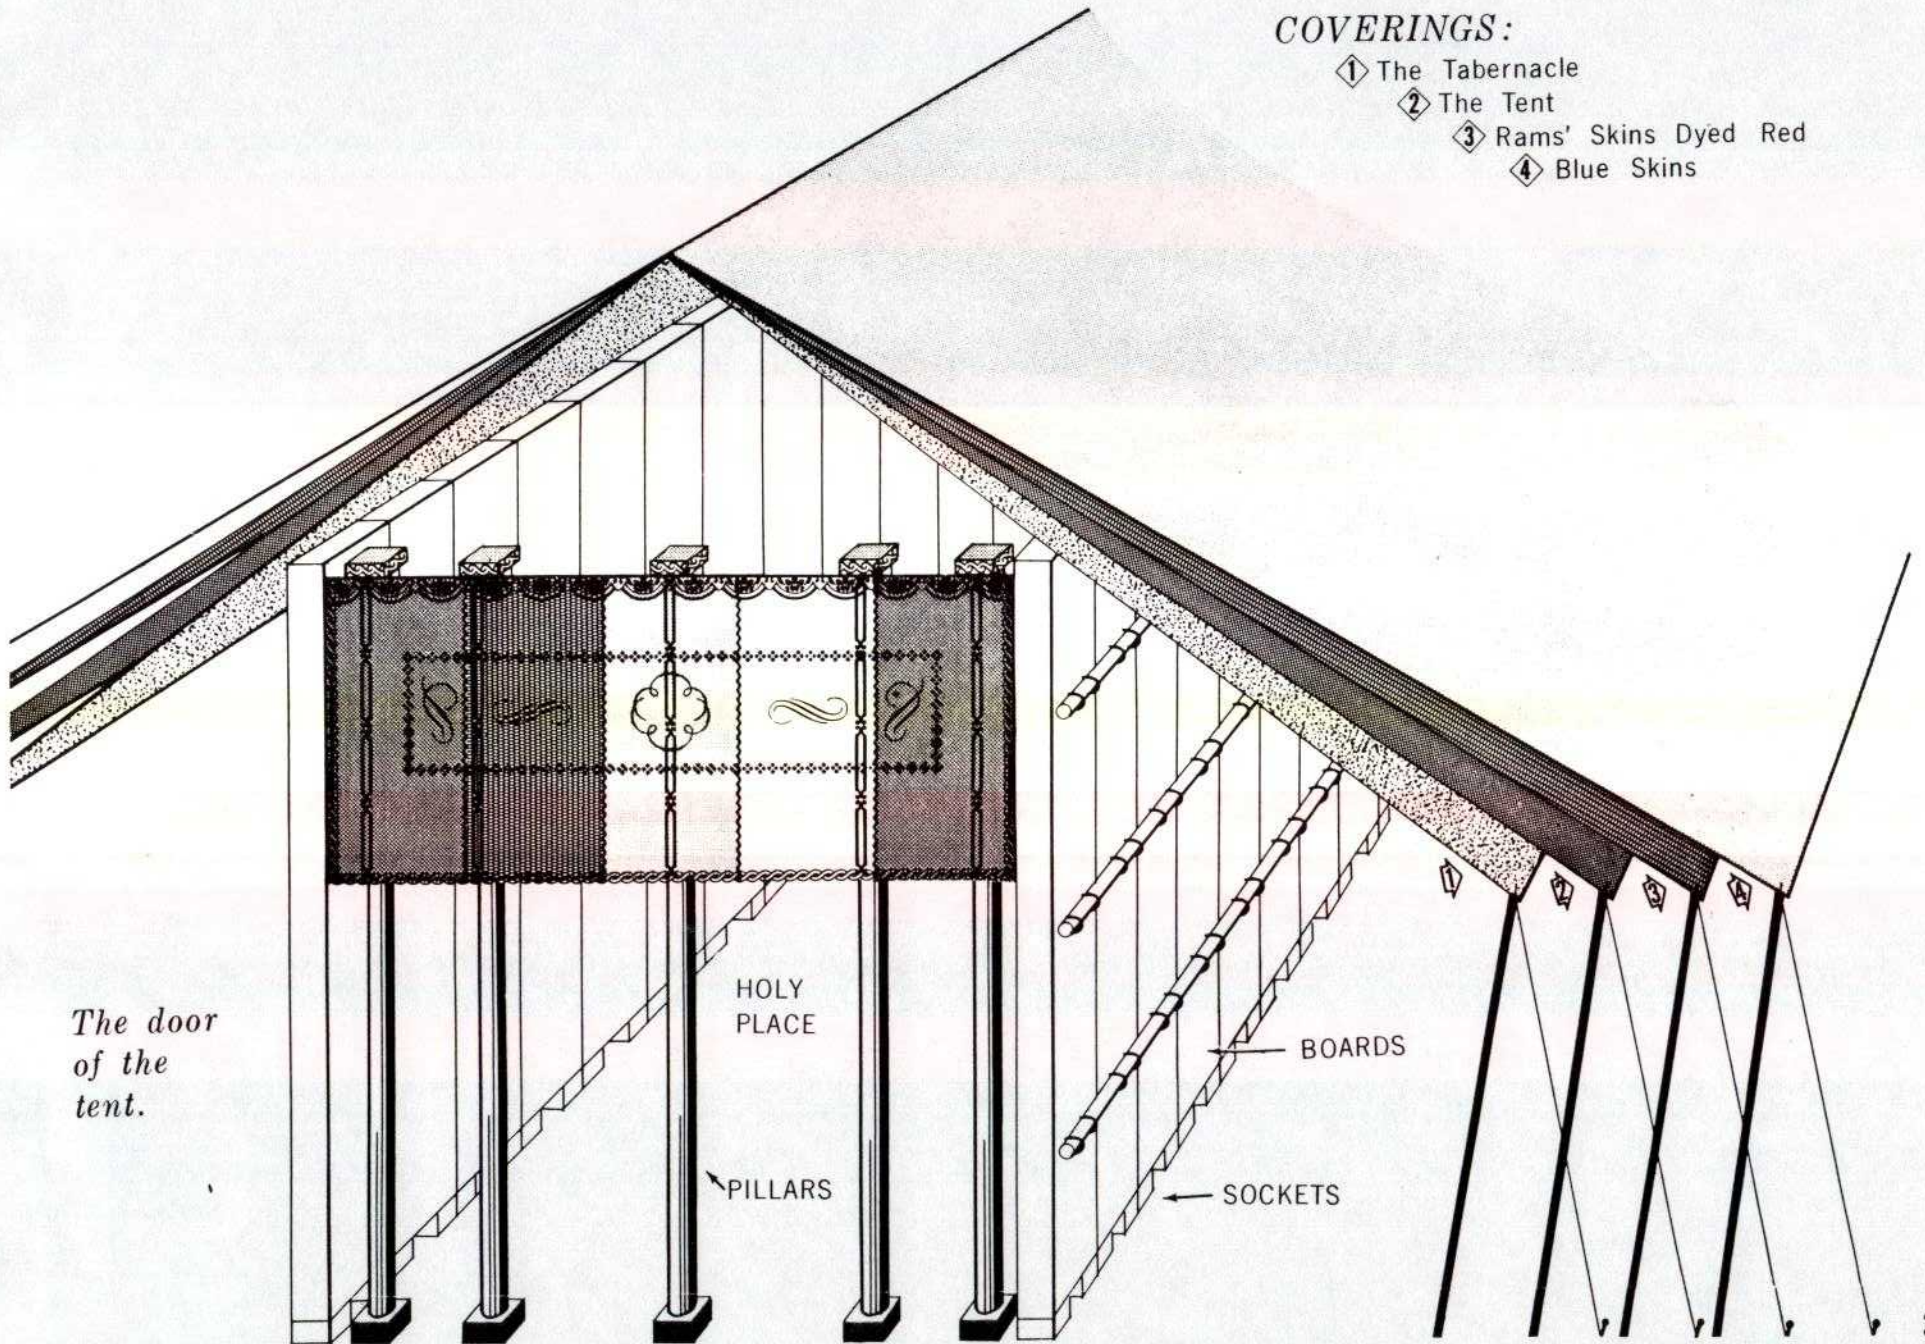 COVERINGS:
1 The Tabernacle
2 The Tent
3 Rams' Skins Dyed Red
4 Blue Skins
1 2 3 4
HOLY
PLACE
The door
of the
tent.
BOARDS
PILLARS
SOCKETS